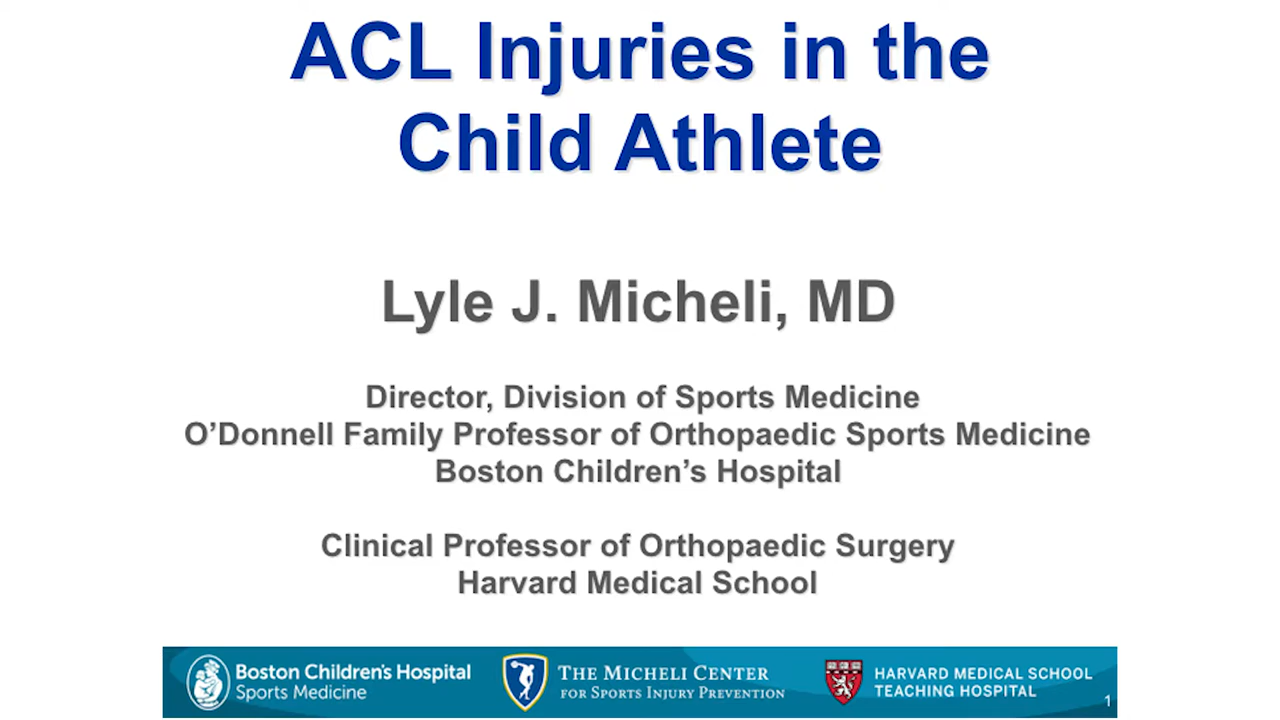 ACL Injuries in the
Child Athlete
Lyle J. Micheli, MD
Director, Division of Sports Medicine
O’Donnell Family Professor of Orthopaedic Sports Medicine
Boston Children’s Hospital
Clinical Professor of Orthopaedic Surgery
Harvard Medical School
Boston Children's Hospital
Sports Medicine
THE MICHELI CENTER
FOR SPORTS INJURY PREVENTION
HARVARD MEDICAL SCHOOL
TEACHING HOSPITAL
1